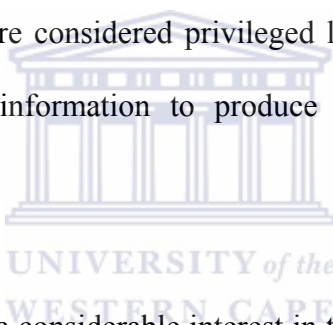 re considered privileged
information to produce
UNIVERSITY of the
a considerable interest in
WESTERN CAPE